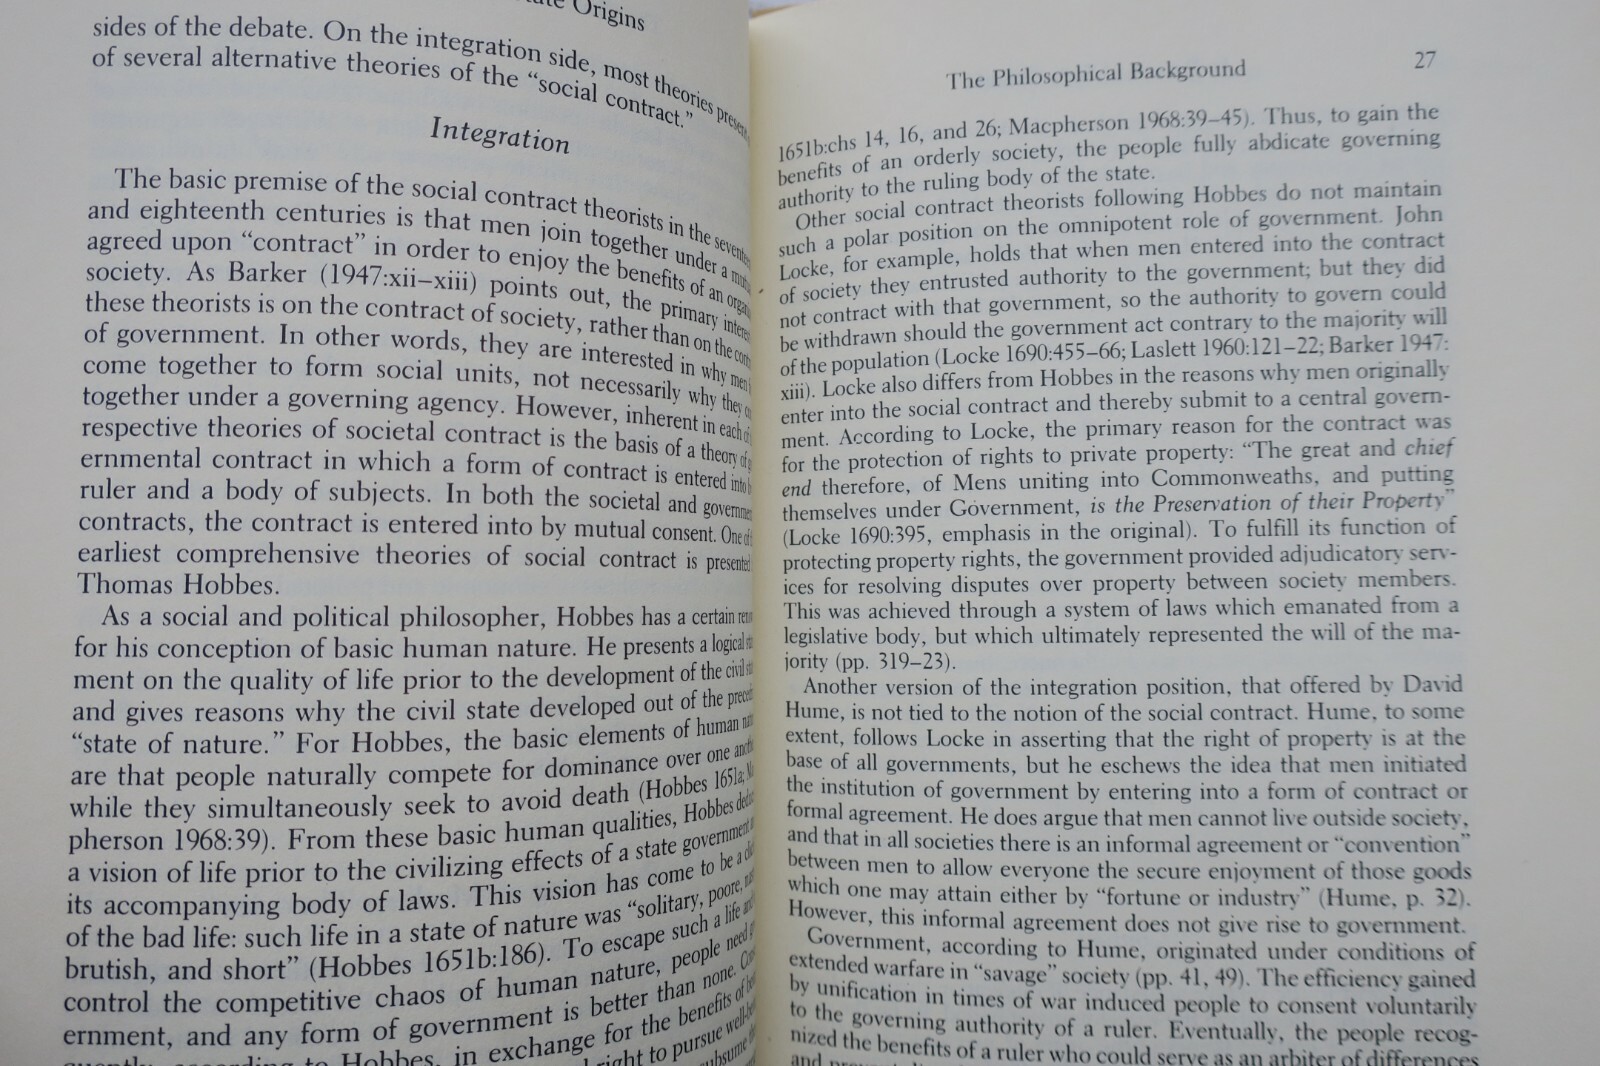 Origins
sides of the debate. On the integration side, most theories present
of several alternative theories of the “social contract.”
Integration
The basic premise of the social contract theorists in the
and eighteenth centuries is that men join together under a
agreed upon “contract” in order to enjoy the benefits of an
society. As Barker (1947:xii–xiii) points out, the primary
these theorists is on the contract of society, rather than on the
of government. In other words, they are interested in why men
come together to form social units, not necessarily why they
together under a governing agency. However, inherent in each
respective theories of societal contract is the basis of a theory
ernmental contract in which a form of contract is entered into
ruler and a body of subjects. In both the societal and
contracts, the contract is entered into by mutual consent. One
earliest comprehensive theories of social contract is presented
Thomas Hobbes.
As a social and political philosopher, Hobbes has a certain
for his conception of basic human nature. He presents a logical
ment on the quality of life prior to the development of the civil
and gives reasons why the civil state developed out of the
“state of nature.” For Hobbes, the basic elements of human
are that people naturally compete for dominance over one
while they simultaneously seek to avoid death (Hobbes 1651a;
pherson 1968:39). From these basic human qualities, Hobbes
a vision of life prior to the civilizing effects of a state government
its accompanying body of laws. This vision has come to be a
of the bad life: such life in a state of nature was “solitary, poore,
brutish, and short” (Hobbes 1651b:186). To escape such a life
control the competitive chaos of human nature, people need
ernment, and any form of government is better than none.
Hobbes, in exchange for the benefits of
right to pursue
subsume
The Philosophical Background 27
1651b:chs 14, 16, and 26; Macpherson 1968:39–45). Thus, to gain the
benefits of an orderly society, the people fully abdicate governing
authority to the ruling body of the state.
Other social contract theorists following Hobbes do not maintain
such a polar position on the omnipotent role of government. John
Locke, for example, holds that when men entered into the contract
of society they entrusted authority to the government; but they did
not contract with that government, so the authority to govern could
be withdrawn should the government act contrary to the majority will
of the population (Locke 1690:455–66; Laslett 1960:121–22; Barker 1947:
xiii). Locke also differs from Hobbes in the reasons why men originally
enter into the social contract and thereby submit to a central govern-
ment. According to Locke, the primary reason for the contract was
for the protection of rights to private property: “The great and chief
end therefore, of Mens uniting into Commonweaths, and putting
themselves under Government, is the Preservation of their Property”
(Locke 1690:395, emphasis in the original). To fulfill its function of
protecting property rights, the government provided adjudicatory serv-
ices for resolving disputes over property between society members.
This was achieved through a system of laws which emanated from a
legislative body, but which ultimately represented the will of the ma-
jority (pp. 319–23).
Another version of the integration position, that offered by David
Hume, is not tied to the notion of the social contract. Hume, to some
extent, follows Locke in asserting that the right of property is at the
base of all governments, but he eschews the idea that men initiated
the institution of government by entering into a form of contract or
formal agreement. He does argue that men cannot live outside society,
and that in all societies there is an informal agreement or “convention”
between men to allow everyone the secure enjoyment of those goods
which one may attain either by “fortune or industry” (Hume, p. 32).
However, this informal agreement does not give rise to government.
Government, according to Hume, originated under conditions of
extended warfare in “savage” society (pp. 41, 49). The efficiency gained
by unification in times of war induced people to consent voluntarily
to the governing authority of a ruler. Eventually, the people recog-
nized the benefits of a ruler who could serve as an arbiter of differences